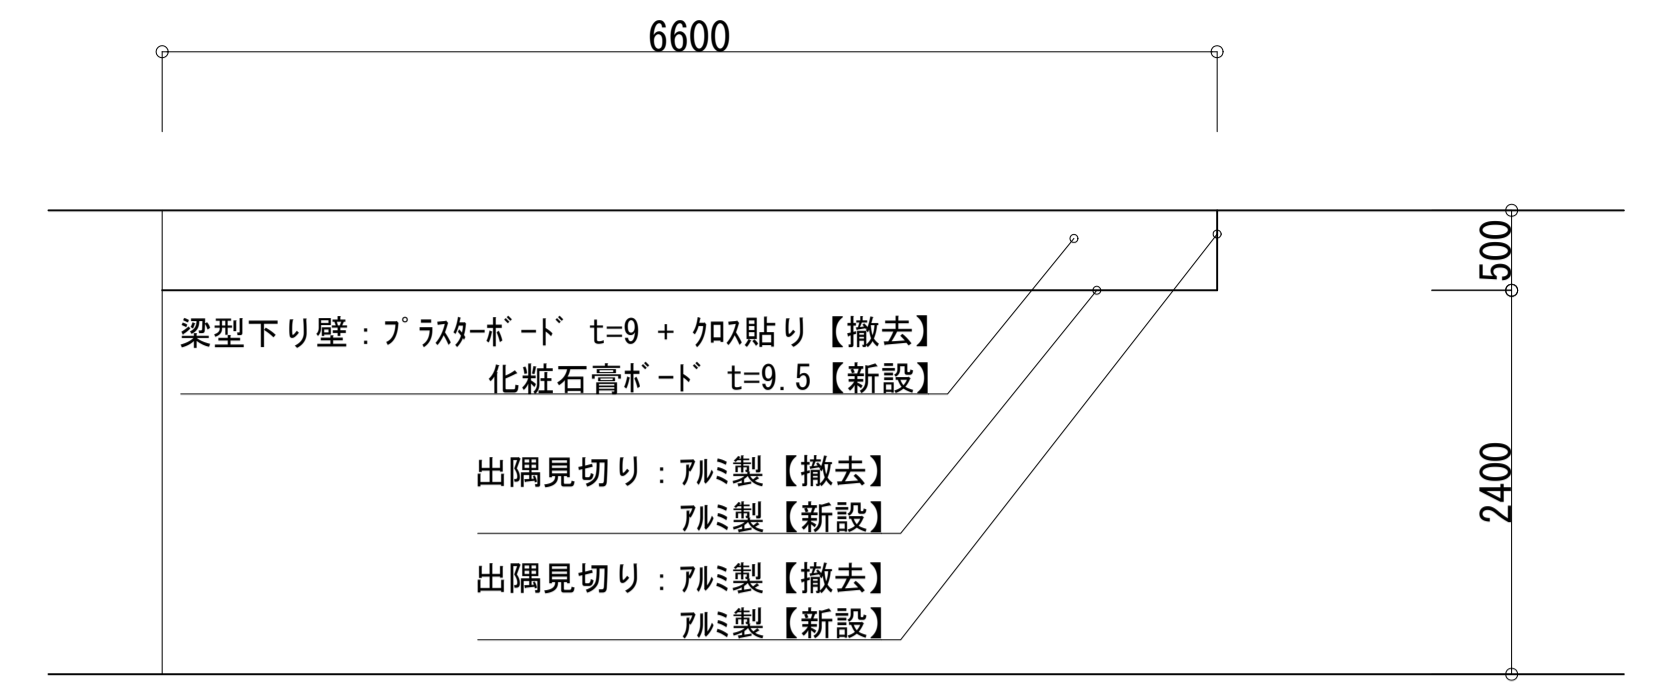 6600
500
梁型下り壁：ﾌﾟﾗｽﾀｰﾎﾞｰﾄﾞ t=9 + ｸﾛｽ貼り【撤去】
化粧石膏ﾎﾞｰﾄﾞ t=9.5【新設】
2400
出隅見切り：ｱﾙﾐ製【撤去】
ｱﾙﾐ製【新設】
出隅見切り：ｱﾙﾐ製【撤去】
ｱﾙﾐ製【新設】